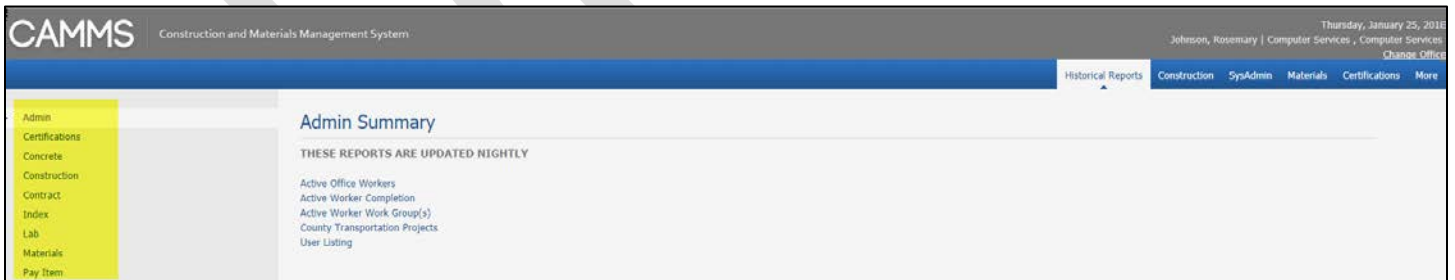 CAMMS Construction and Materials Management System
Thursday, January 25, 2018
Johnson, Rosemary | Computer Services , Computer Services
Change Office
Historical Reports Construction SysAdmin Materials Certifications More
Admin
Certifications
Concrete
Construction
Contract
Index
Lab
Materials
Pay Item
Admin Summary
THESE REPORTS ARE UPDATED NIGHTLY
Active Office Workers
Active Worker Completion
Active Worker Work Group(s)
County Transportation Projects
User Listing